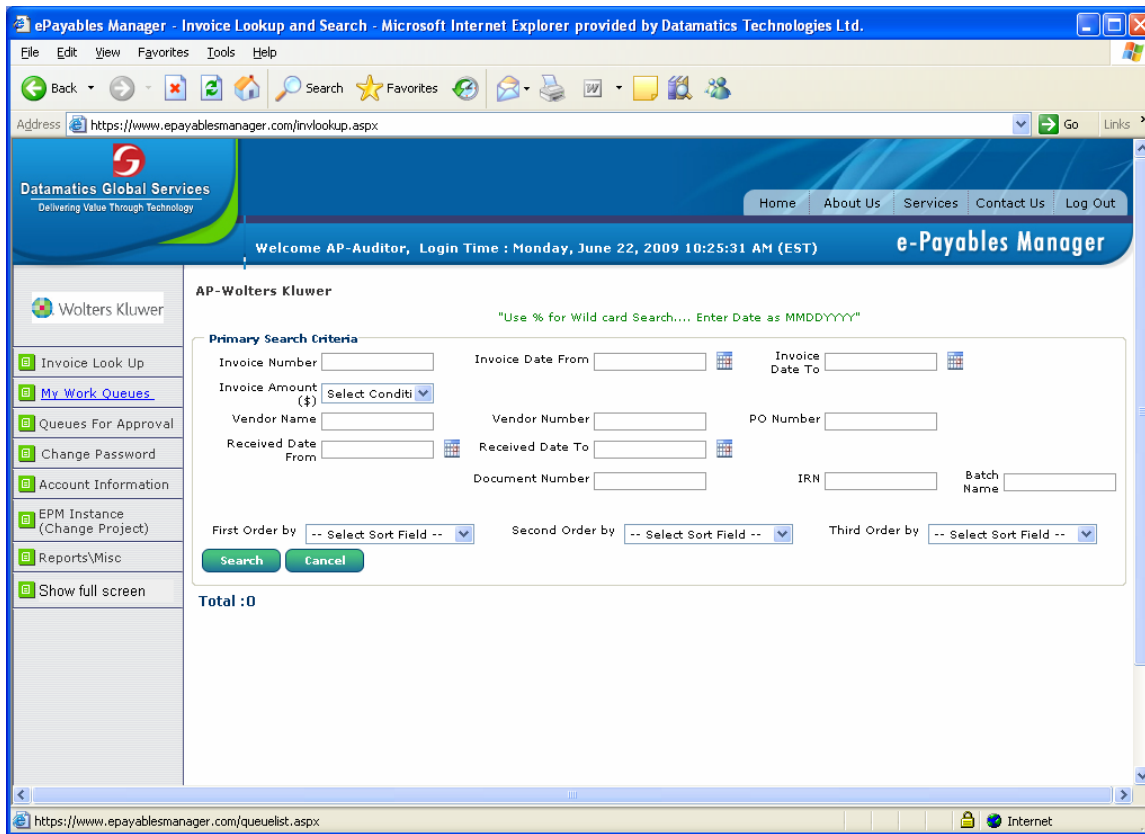 ePayables Manager - Invoice Lookup and Search - Microsoft Internet Explorer provided by Datamatics Technologies Ltd.
File Edit View Favorites Tools Help
Back Search Favorites
Address https://www.epayablesmanager.com/invlookup.aspx Go Links
Datamatics Global Services
Delivering Value Through Technology
Home About Us Services Contact Us Log Out
Welcome AP-Auditor, Login Time : Monday, June 22, 2009 10:25:31 AM (EST) e-Payables Manager
Wolters Kluwer
Invoice Look Up
My Work Queues
Queues For Approval
Change Password
Account Information
EPM Instance
(Change Project)
Reports\Misc
Show full screen
AP-Wolters Kluwer
"Use % for Wild card Search.... Enter Date as MMDDYYYY"
Primary Search Criteria
Invoice Number Invoice Date From Invoice
Date To
Invoice Amount
($) Select Conditi
Vendor Name Vendor Number PO Number
Received Date
From Received Date To
Document Number IRN Batch
Name
First Order by -- Select Sort Field -- Second Order by -- Select Sort Field -- Third Order by -- Select Sort Field --
Search Cancel
Total :0
https://www.epayablesmanager.com/queuelist.aspx Internet